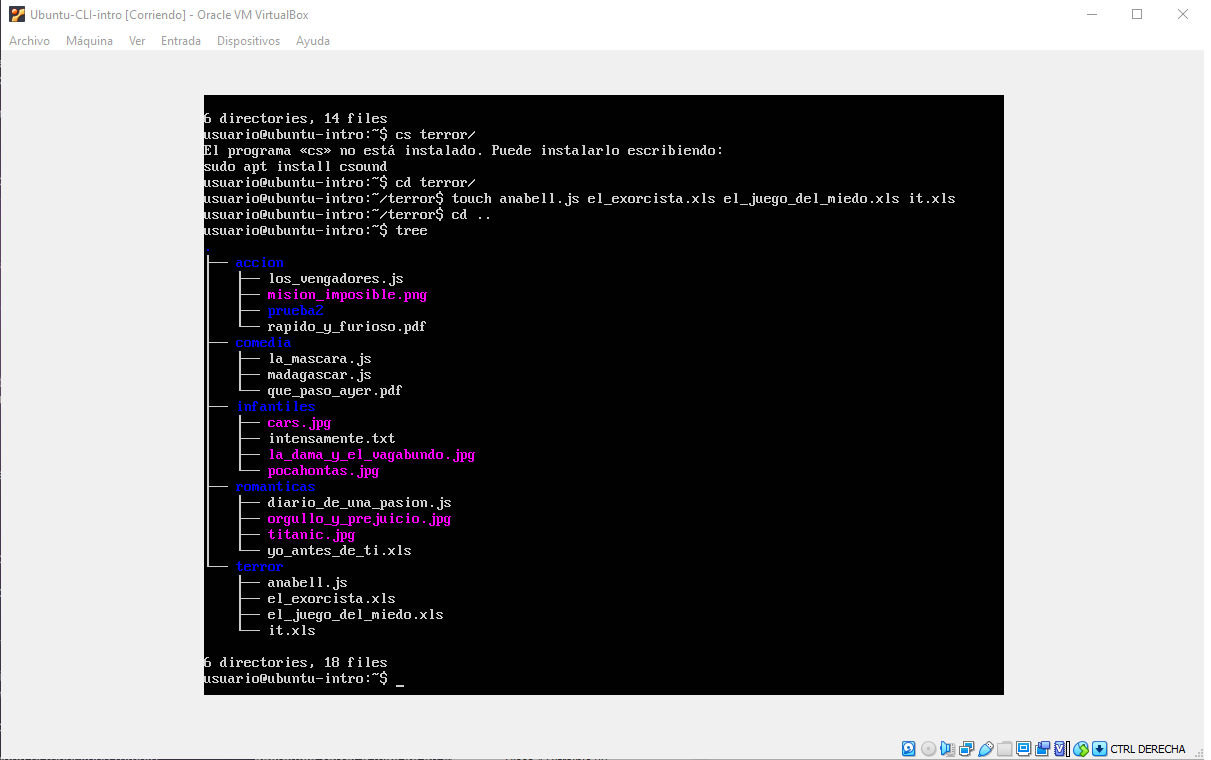 Ubuntu-CLI-intro [Corriendo] - Oracle VM VirtualBox
Archivo Máquina Ver Entrada Dispositivos Ayuda
6 directories, 14 files
usuario@ubuntu-intro:~$ cs terror/
El programa «cs» no está instalado. Puede instalarlo escribiendo:
sudo apt install csound
usuario@ubuntu-intro:~$ cd terror/
usuario@ubuntu-intro:~/terror$ touch anabell.js el_exorcista.xls el_juego_del_miedo.xls it.xls
usuario@ubuntu-intro:~/terror$ cd ..
usuario@ubuntu-intro:~$ tree
.
├── accion
│   ├── los_vengadores.js
│   ├── mision_imposible.png
│   ├── prueba2
│   └── rapido_y_furioso.pdf
├── comedia
│   ├── la_mascara.js
│   ├── madagascar.js
│   └── que_paso_ayer.pdf
├── infantiles
│   ├── cars.jpg
│   ├── intensamente.txt
│   ├── la_dama_y_el_vagabundo.jpg
│   └── pocahontas.jpg
├── romanticas
│   ├── diario_de_una_pasion.js
│   ├── orgullo_y_prejuicio.jpg
│   ├── titanic.jpg
│   └── yo_antes_de_ti.xls
└── terror
    ├── anabell.js
    ├── el_exorcista.xls
    ├── el_juego_del_miedo.xls
    └── it.xls
6 directories, 18 files
usuario@ubuntu-intro:~$ _
CTRL DERECHA